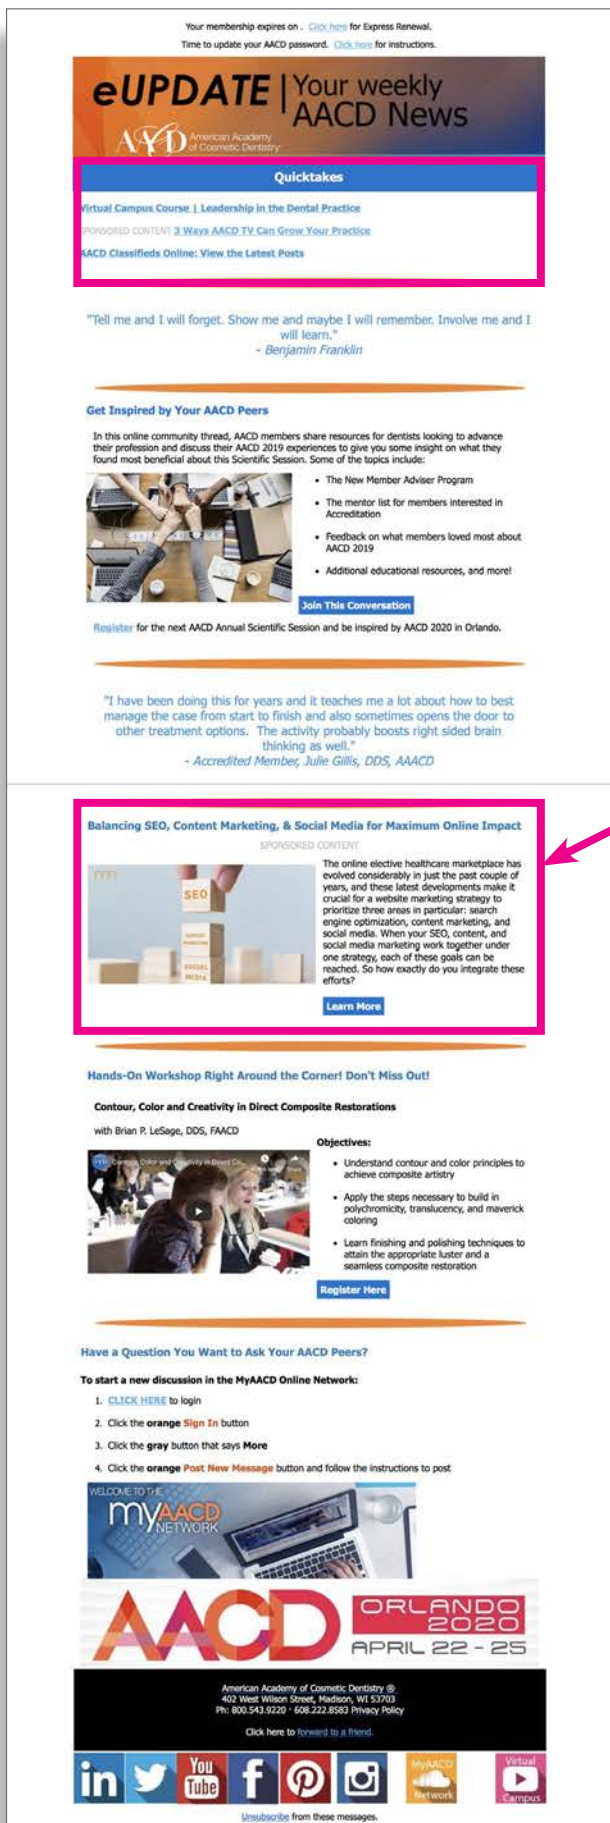 Your membership expires on . Click here for Express Renewal.
Time to update your AACD password. Click here for instructions.
eUPDATE | Your weekly
AACD News
AACD American Academy
of Cosmetic Dentistry
Quicktakes
Virtual Campus Course | Leadership in the Dental Practice
SPONSORED CONTENT 3 Ways AACD TV Can Grow Your Practice
AACD Classifieds Online: View the Latest Posts
"Tell me and I will forget. Show me and maybe I will remember. Involve me and I
will learn."
- Benjamin Franklin
Get Inspired by Your AACD Peers
In this online community thread, AACD members share resources for dentists looking to advance
their profession and discuss their AACD 2019 experiences to give you some insight on what they
found most beneficial about this Scientific Session. Some of the topics include:
• The New Member Adviser Program
• The mentor list for members interested in
Accreditation
• Feedback on what members loved most about
AACD 2019
• Additional educational resources, and more!
Join This Conversation
Register for the next AACD Annual Scientific Session and be inspired by AACD 2020 in Orlando.
"I have been doing this for years and it teaches me a lot about how to best
manage the case from start to finish and also sometimes opens the door to
other treatment options. The activity probably boosts right sided brain
thinking as well."
- Accredited Member, Julie Gillis, DDS, AAACD
Balancing SEO, Content Marketing, & Social Media for Maximum Online Impact
SPONSORED CONTENT
SEO
CONTENT
MARKETING
SOCIAL
MEDIA
The online elective healthcare marketplace has
evolved considerably in just the past couple of
years, and these latest developments make it
crucial for a website marketing strategy to
prioritize three areas in particular: search
engine optimization, content marketing, and
social media. When your SEO, content, and
social media marketing work together under
one strategy, each of these goals can be
reached. So how exactly do you integrate these
efforts?
Learn More
Hands-On Workshop Right Around the Corner! Don't Miss Out!
Contour, Color and Creativity in Direct Composite Restorations
with Brian P. LeSage, DDS, FAACD
Contour, Color and Creativity in Direct Co...
Objectives:
• Understand contour and color principles to
achieve composite artistry
• Apply the steps necessary to build in
polychromicity, translucency, and maverick
coloring
• Learn finishing and polishing techniques to
attain the appropriate luster and a
seamless composite restoration
Register Here
Have a Question You Want to Ask Your AACD Peers?
To start a new discussion in the MyAACD Online Network:
1. CLICK HERE to login
2. Click the orange Sign In button
3. Click the gray button that says More
4. Click the orange Post New Message button and follow the instructions to post
WELCOME TO THE
myAACD
NETWORK
AACD ORLANDO
2020
APRIL 22 - 25
American Academy of Cosmetic Dentistry ®
402 West Wilson Street, Madison, WI 53703
Ph: 800.543.9220 · 608.222.8583 Privacy Policy
Click here to forward to a friend.
in You Tube f MyAACD Network Virtual Campus
Unsubscribe from these messages.